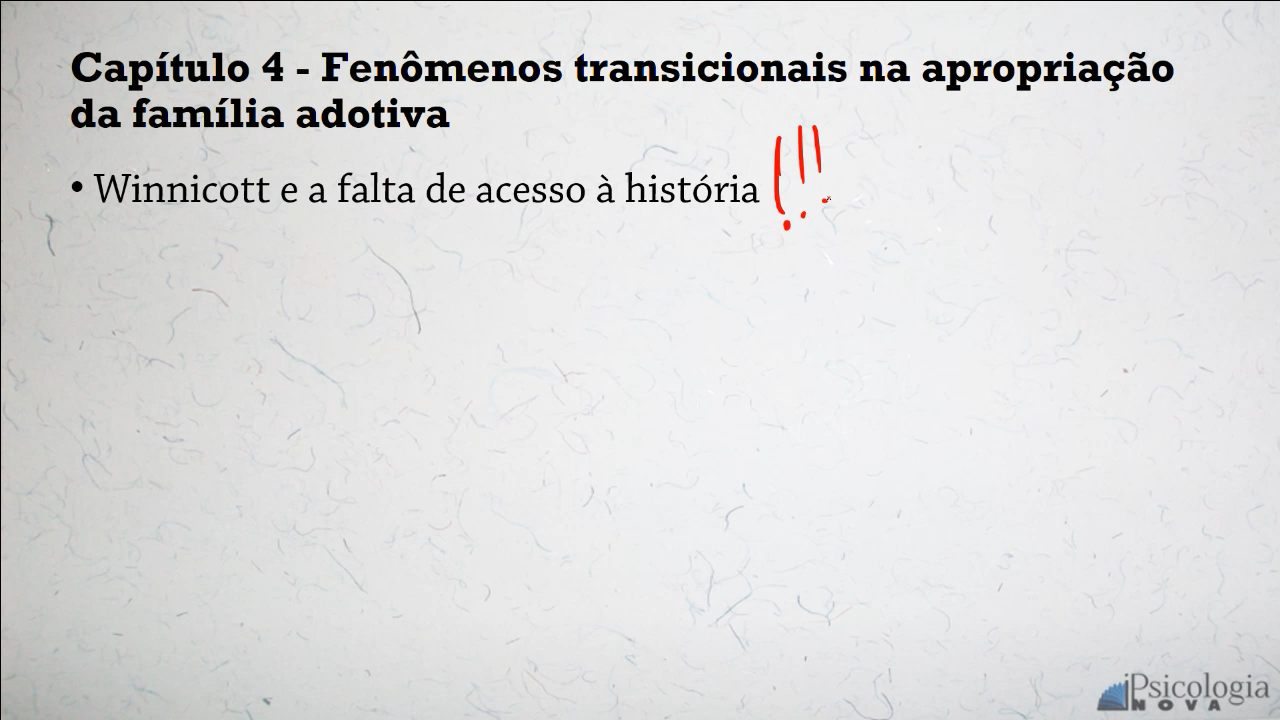 Capítulo 4 - Fenômenos transicionais na apropriação
da família adotiva
• Winnicott e a falta de acesso à história !!!
Psicologia
NOVA